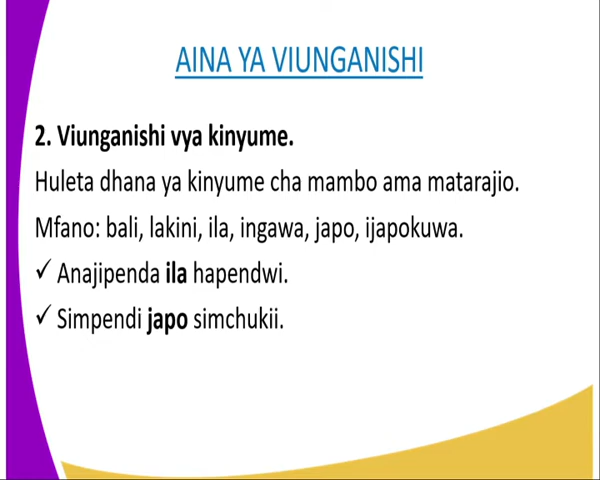 AINA YA VIUNGANISHI
2. Viunganishi vya kinyume.
Huleta dhana ya kinyume cha mambo ama matarajio.
Mfano: bali, lakini, ila, ingawa, japo, ijapokuwa.
✓ Anajipenda ila hapendwi.
✓ Simpendi japo simchukii.